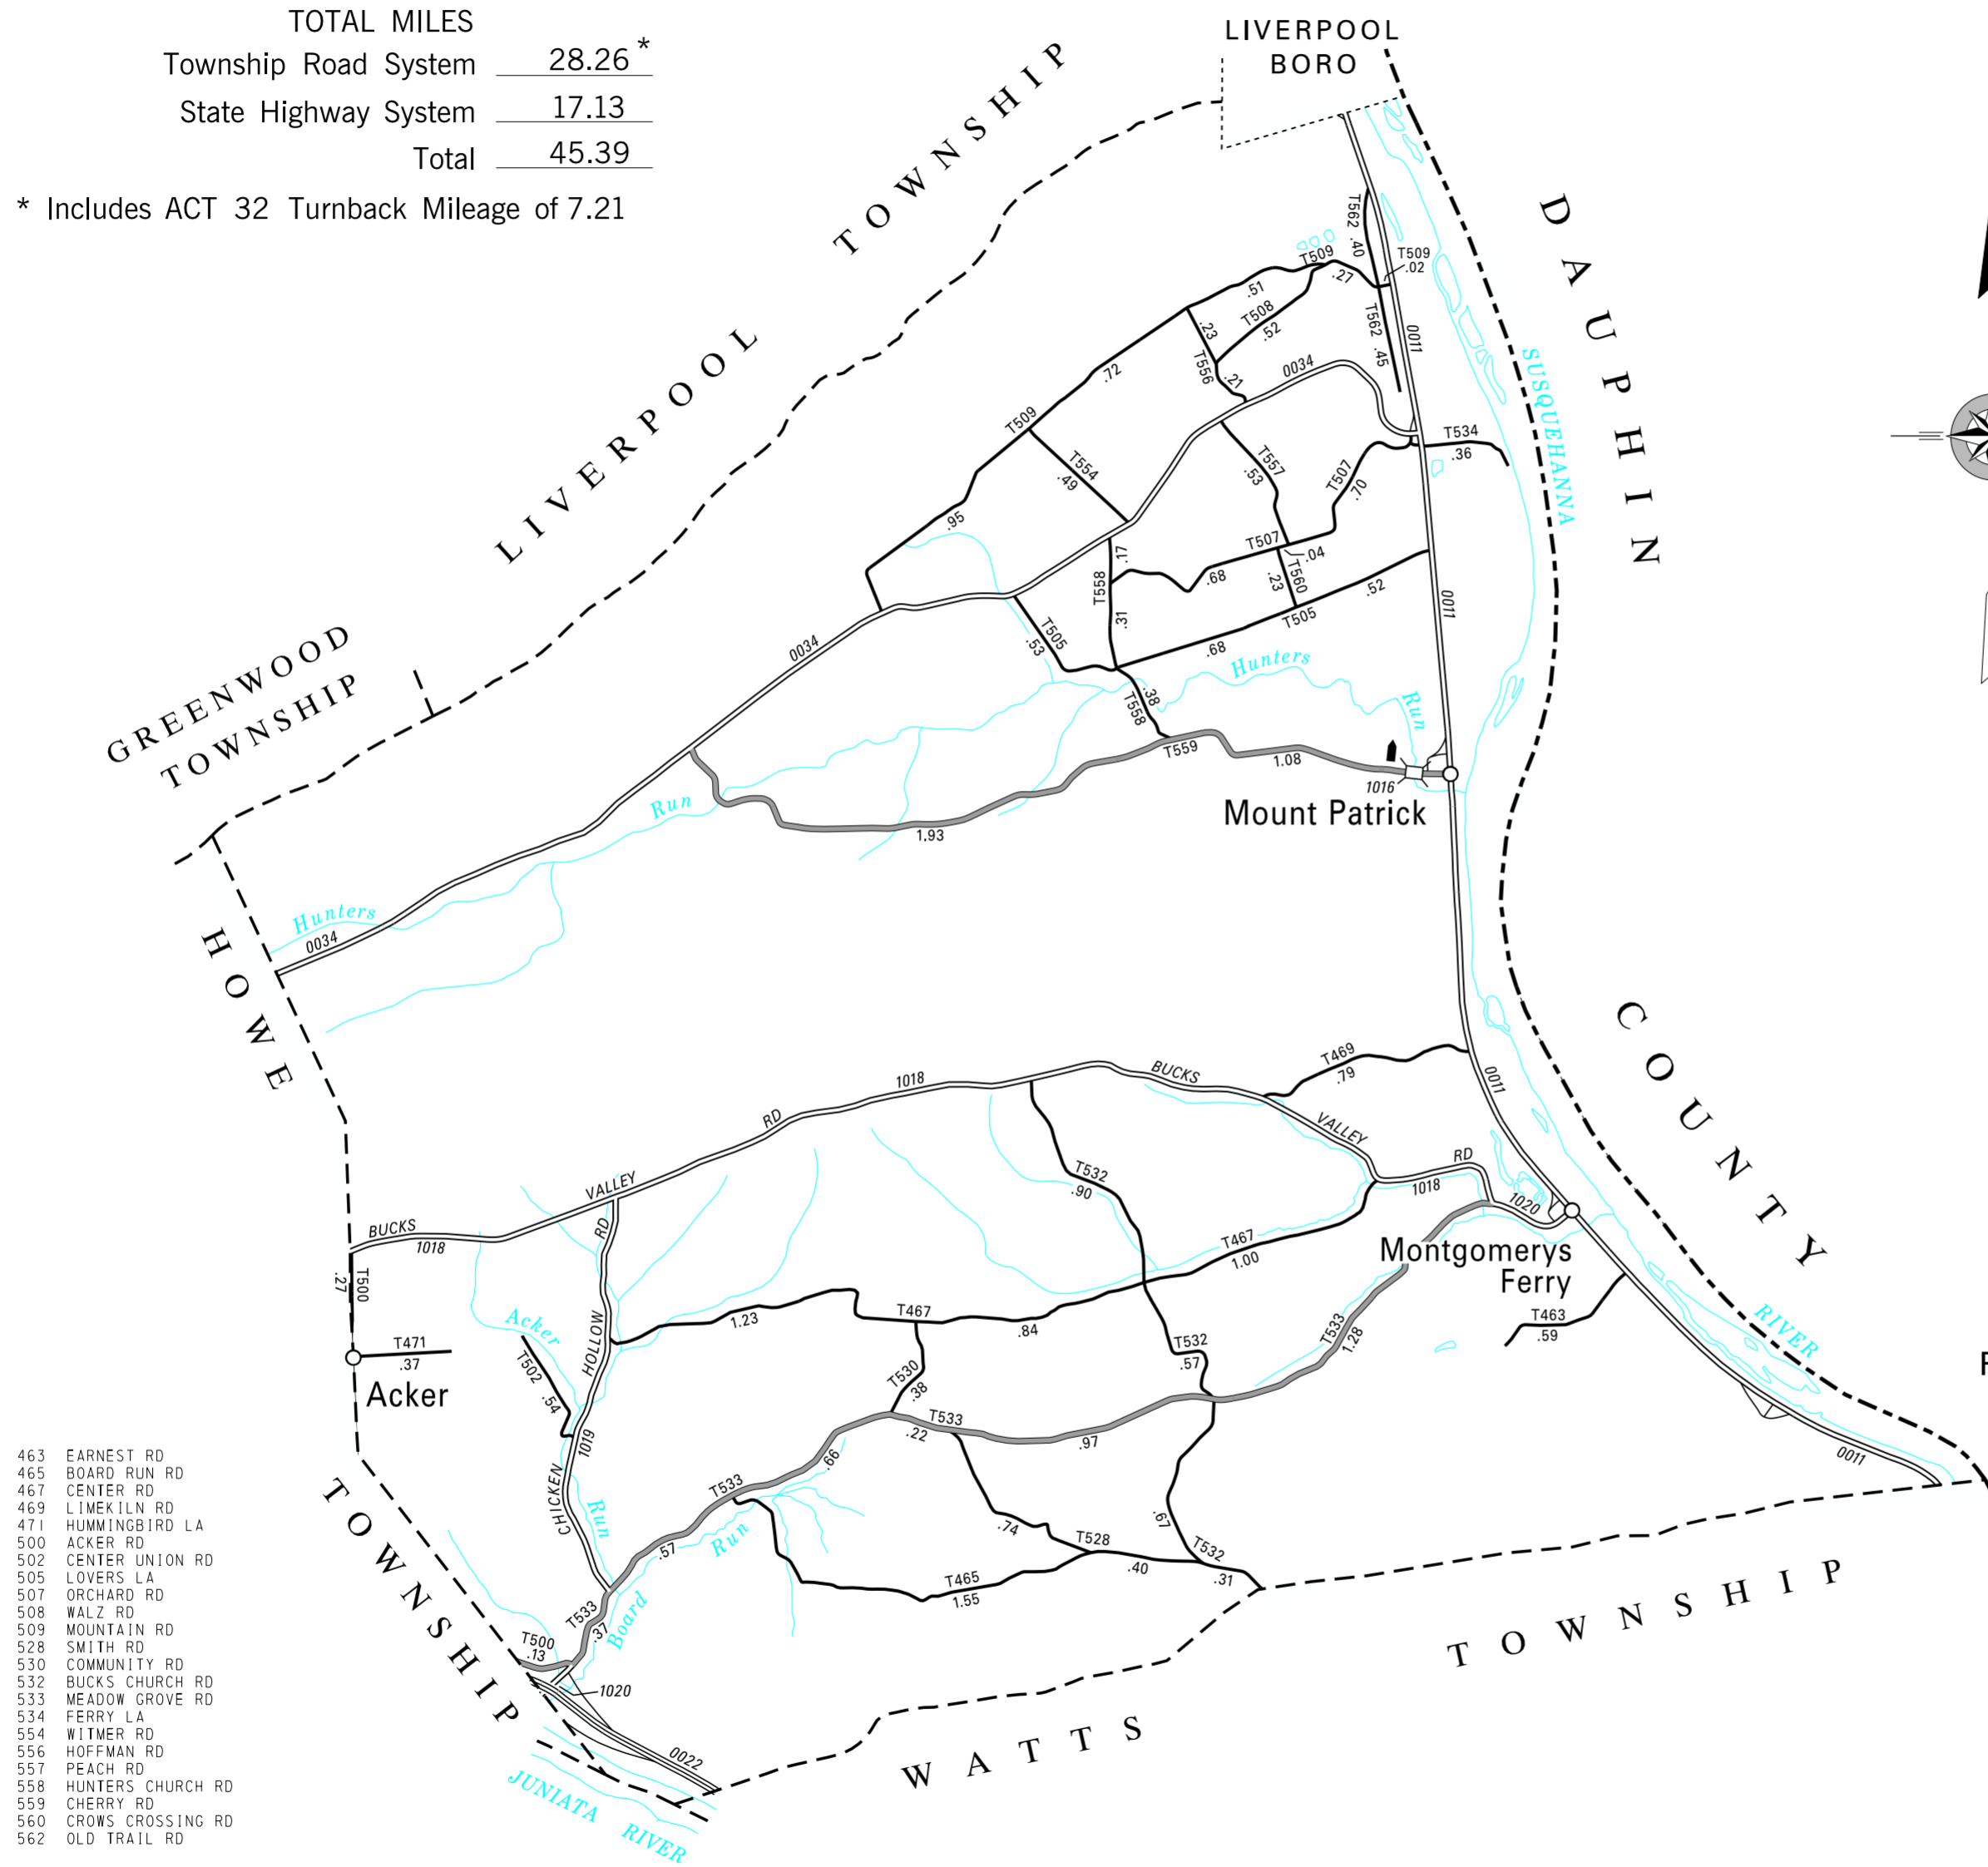 TOTAL MILES
Township Road System 28.26 *
State Highway System 17.13
Total 45.39
* Includes ACT 32 Turnback Mileage of 7.21
LIVERPOOL
BORO
LIVERPOOL TOWNSHIP
DAUPHIN
COUNTY
SUSQUEHANNA
RIVER
GREENWOOD
TOWNSHIP
HOWE
TOWNSHIP
WATTS
TOWNSHIP
T562 .40
T509
.02
T509
.27
.51
T508
.52
.23
T556
.21
0034
T562 .45
0011
.72
T509
T554
.49
.95
T557
.53
T507
.70
T534
.36
.17
T558
.31
T507
.68
.04
T560
.23
.52
T505
.68
0011
T505
.53
0034
.38
T558
Hunters
Run
T559
1.08
1016
Mount Patrick
Run
1.93
Hunters
0034
T469
.79
0011
BUCKS
VALLEY
RD
1018
1020
1018
RD
VALLEY
BUCKS
1018
T532
.90
T467
1.00
Montgomerys
Ferry
T463
.59
T500
.27
T471
.37
Acker
Acker
T502 .54
RD
HOLLOW
1019
CHICKEN
Run
1.23
T467
.84
T532
.57
T533
1.28
T530
.38
T533
.22
.97
.66
T533
.57
Run
Board
.74
T528
.40
.67
T532
.31
T465
1.55
T533
.37
T500
.13
1020
0022
0011
JUNIATA RIVER
463 EARNEST RD
465 BOARD RUN RD
467 CENTER RD
469 LIMEKILN RD
471 HUMMINGBIRD LA
500 ACKER RD
502 CENTER UNION RD
505 LOVERS LA
507 ORCHARD RD
508 WALZ RD
509 MOUNTAIN RD
528 SMITH RD
530 COMMUNITY RD
532 BUCKS CHURCH RD
533 MEADOW GROVE RD
534 FERRY LA
554 WITMER RD
556 HOFFMAN RD
557 PEACH RD
558 HUNTERS CHURCH RD
559 CHERRY RD
560 CROWS CROSSING RD
562 OLD TRAIL RD